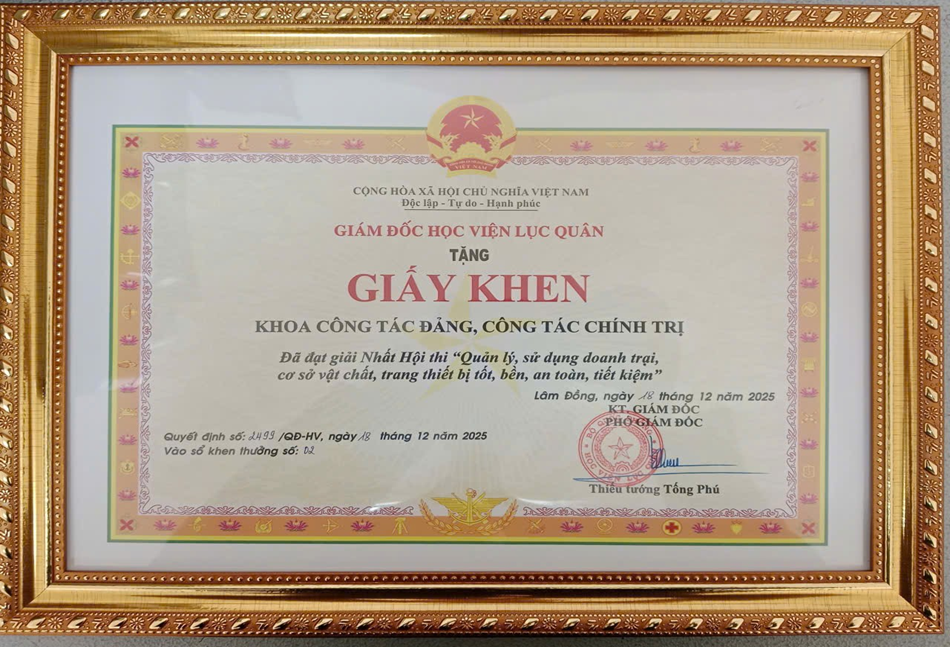 CỘNG HÒA XÃ HỘI CHỦ NGHĨA VIỆT NAM
Độc lập - Tự do - Hạnh phúc
GIÁM ĐỐC HỌC VIỆN LỤC QUÂN
TẶNG
GIẤY KHEN
KHOA CÔNG TÁC ĐẢNG, CÔNG TÁC CHÍNH TRỊ
Đã đạt giải Nhất Hội thi “Quản lý, sử dụng doanh trại,
cơ sở vật chất, trang thiết bị tốt, bền, an toàn, tiết kiệm”
Lâm Đồng, ngày 18 tháng 12 năm 2025
KT. GIÁM ĐỐC
PHÓ GIÁM ĐỐC
Quyết định số: 2499 /QĐ-HV, ngày 18 tháng 12 năm 2025
Vào sổ khen thưởng số: 02
Thiếu tướng Tống Phú